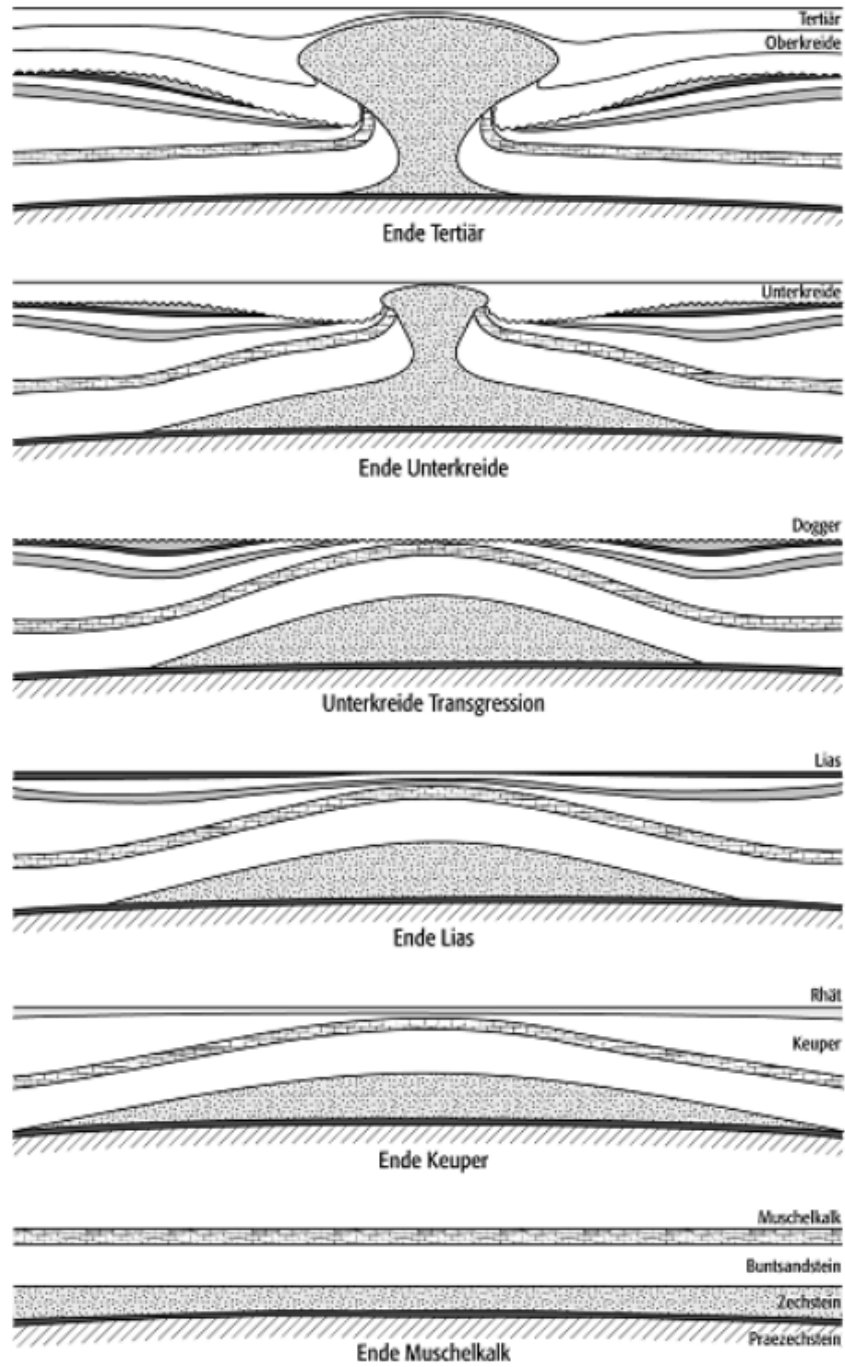 Tertiär
Oberkreide
Ende Tertiär
Unterkreide
Ende Unterkreide
Dogger
Unterkreide Transgression
Lias
Ende Lias
Rhät
Keuper
Ende Keuper
Muschelkalk
Buntsandstein
Zechstein
Praezechstein
Ende Muschelkalk